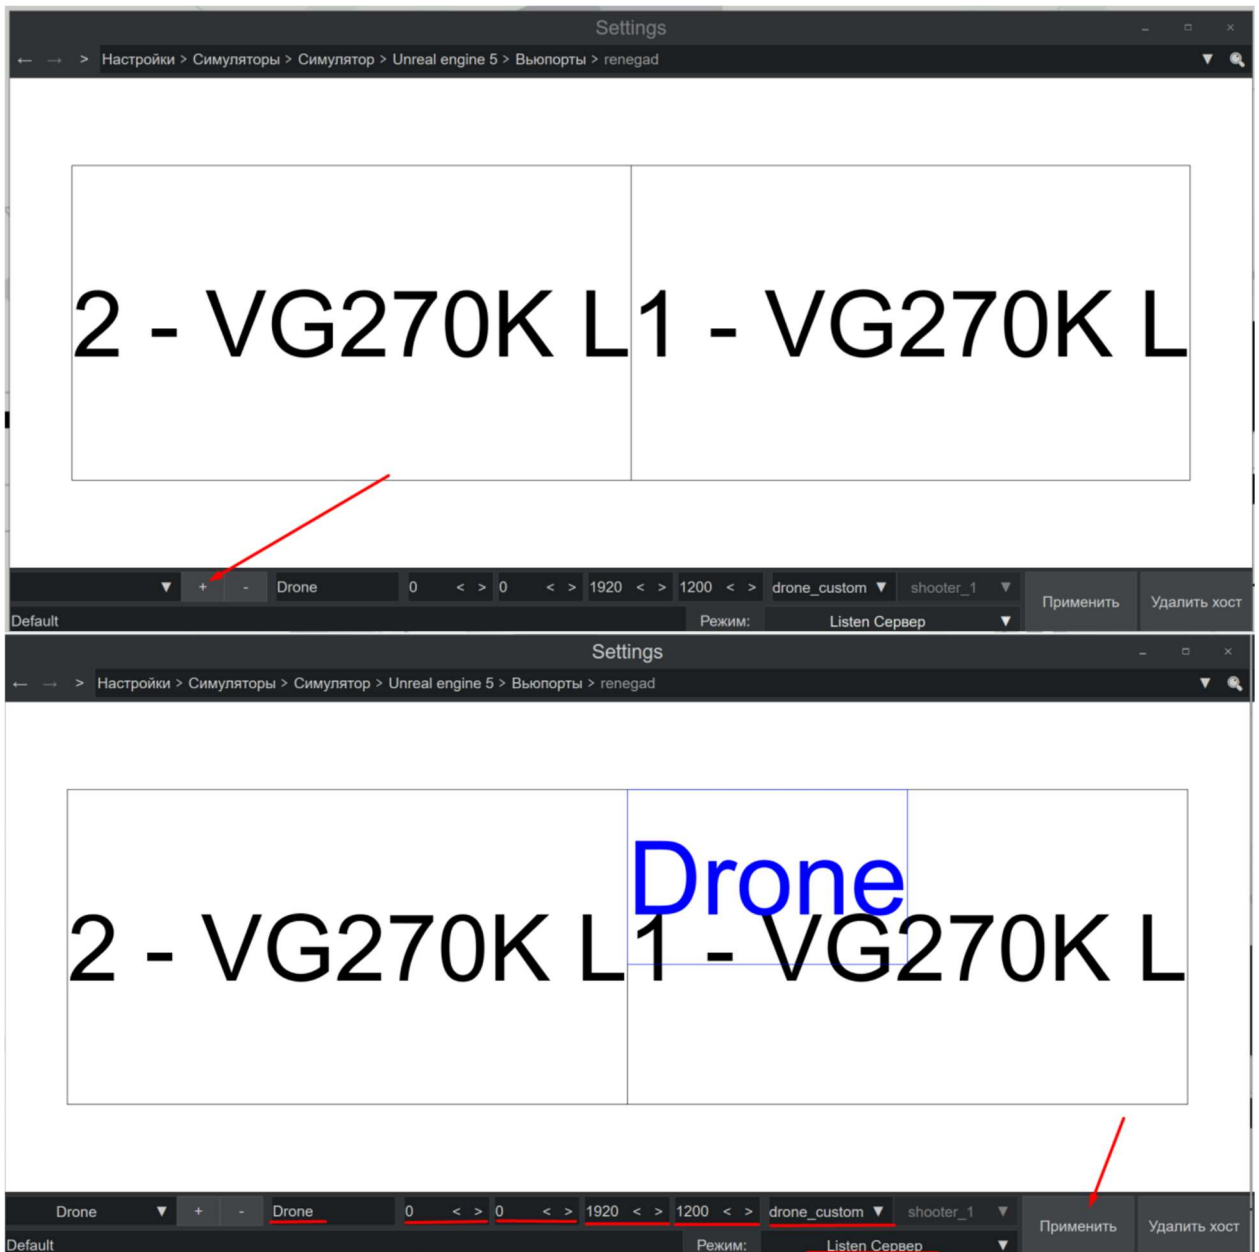 Settings
Настройки > Симуляторы > Симулятор > Unreal engine 5 > Вьюпорты > renegad
2 - VG270K L 1 - VG270K L
+ - Drone 0 < > 0 < > 1920 < > 1200 < > drone_custom shooter_1 Применить Удалить хост
Default Режим: Listen Сервер
Settings
Настройки > Симуляторы > Симулятор > Unreal engine 5 > Вьюпорты > renegad
Drone
2 - VG270K L 1 - VG270K L
Drone + - Drone 0 < > 0 < > 1920 < > 1200 < > drone_custom shooter_1 Применить Удалить хост
Default Режим: Listen Сервер